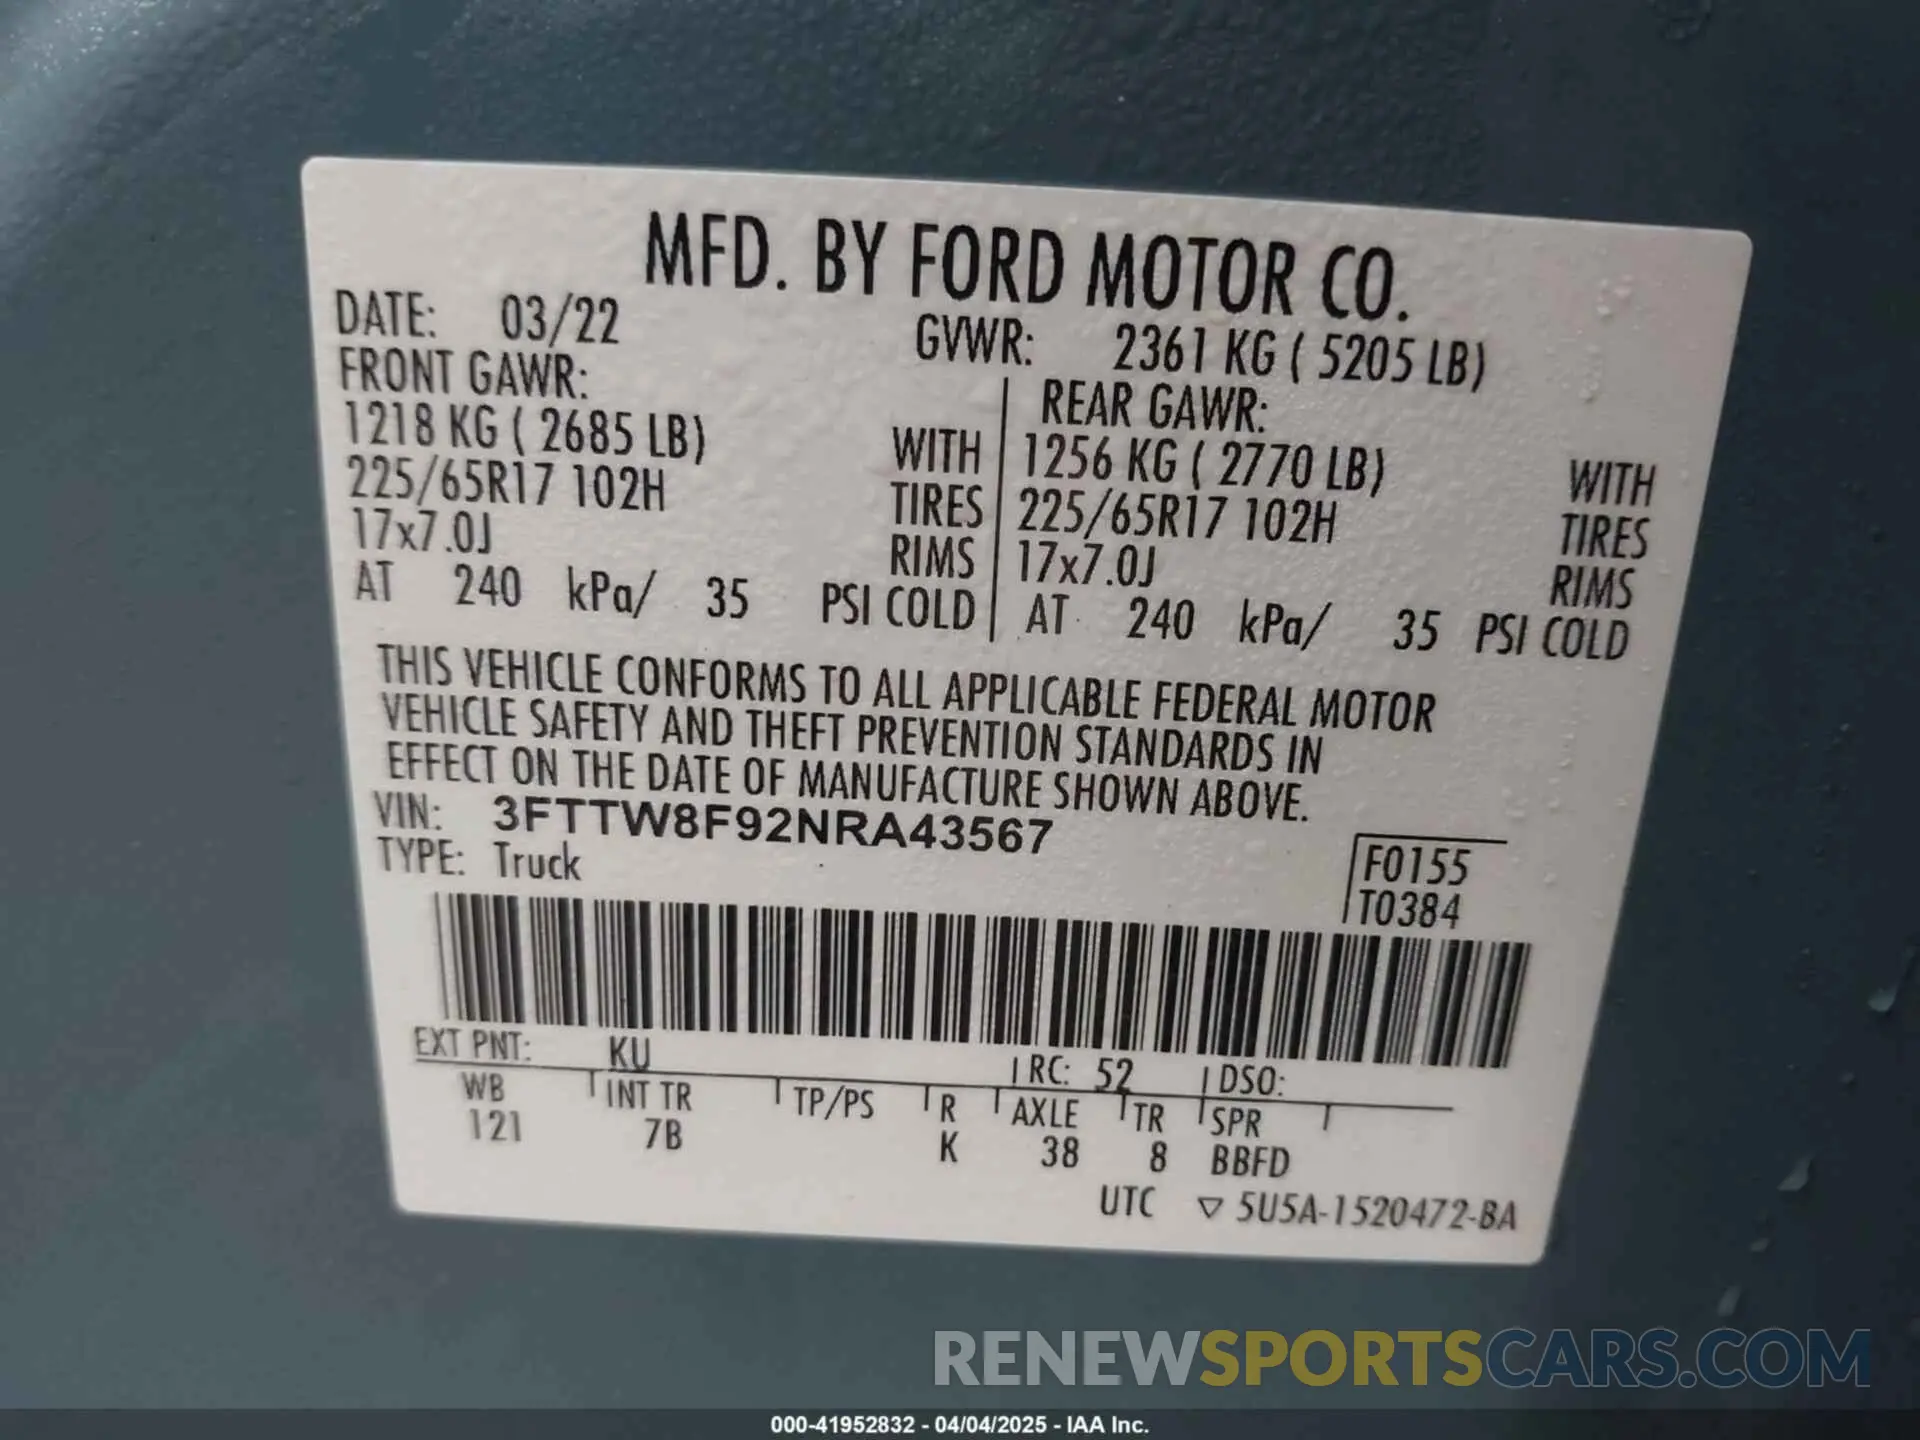 MFD. BY FORD MOTOR CO.
DATE: 03/22 GVWR: 2361 KG ( 5205 LB)
FRONT GAWR: REAR GAWR:
1218 KG ( 2685 LB) WITH 1256 KG ( 2770 LB) WITH
225/65R17 102H TIRES 225/65R17 102H TIRES
17x7.0J RIMS 17x7.0J RIMS
AT 240 kPa/ 35 PSI COLD AT 240 kPa/ 35 PSI COLD
THIS VEHICLE CONFORMS TO ALL APPLICABLE FEDERAL MOTOR
VEHICLE SAFETY AND THEFT PREVENTION STANDARDS IN
EFFECT ON THE DATE OF MANUFACTURE SHOWN ABOVE.
VIN: 3FTTW8F92NRA43567
TYPE: Truck
F0155
T0384
EXT PNT: KU RC: 52 DSO:
WB INT TR TP/PS R AXLE TR SPR
121 7B K 38 8 BBFD
UTC ▽ 5U5A-1520472-BA
RENEWSPORTSCARS.COM
000-41952832 - 04/04/2025 - IAA Inc.